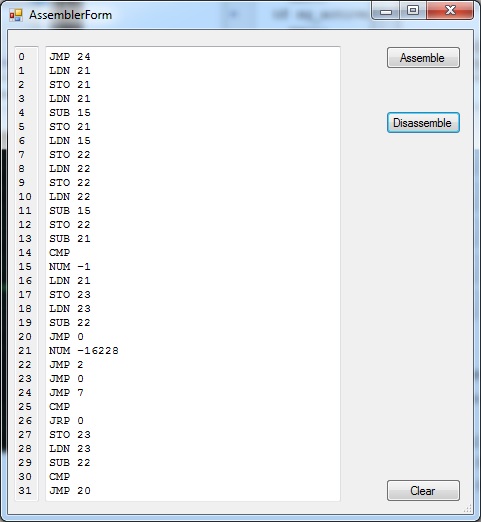 AssemblerForm
0 JMP 24
1 LDN 21
2 STO 21
3 LDN 21
4 SUB 15
5 STO 21
6 LDN 15
7 STO 22
8 LDN 22
9 STO 22
10 LDN 22
11 SUB 15
12 STO 22
13 SUB 21
14 CMP
15 NUM -1
16 LDN 21
17 STO 23
18 LDN 23
19 SUB 22
20 JMP 0
21 NUM -16228
22 JMP 2
23 JMP 0
24 JMP 7
25 CMP
26 JRP 0
27 STO 23
28 LDN 23
29 SUB 22
30 CMP
31 JMP 20
Assemble
Disassemble
Clear